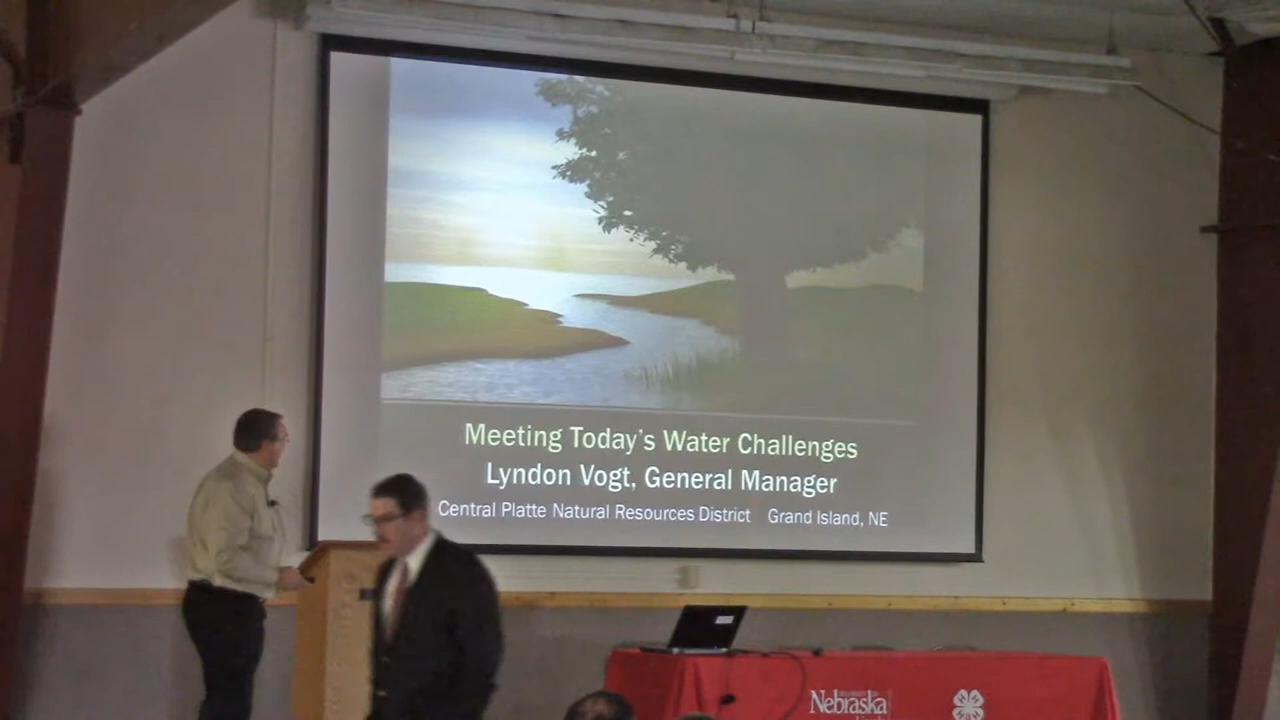 Meeting Today's Water Challenges
Lyndon Vogt, General Manager
Central Platte Natural Resources District Grand Island, NE
Nebraska
H H
H H